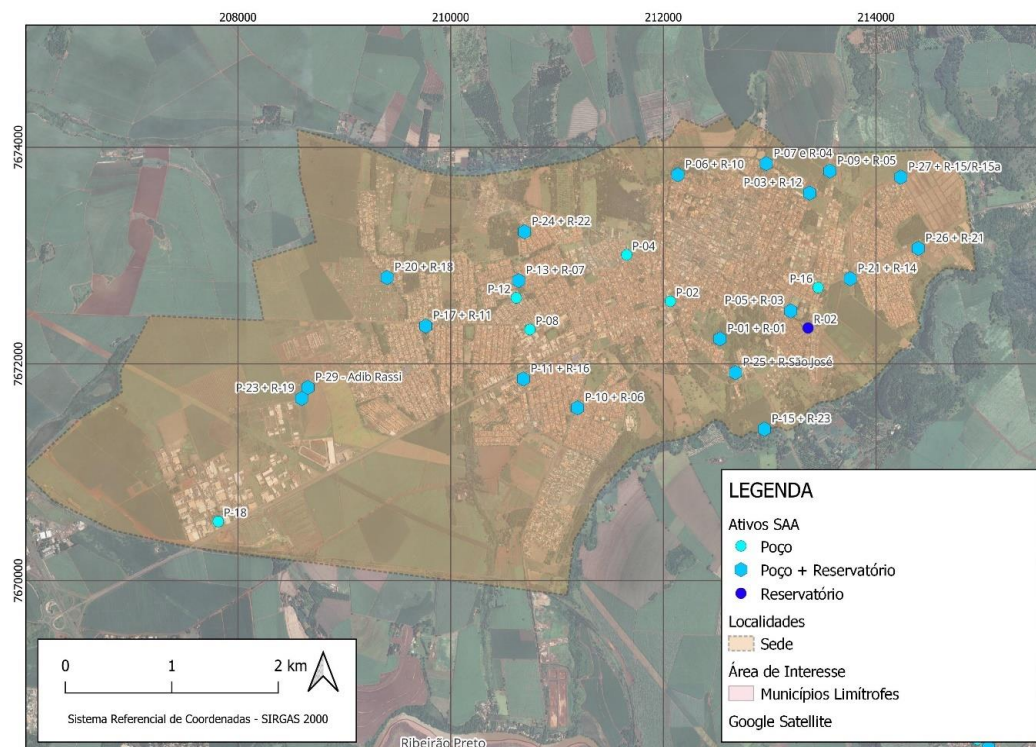 208000
210000
212000
214000
7674000
7672000
7670000
P-07 e R-04
P-09 + R-05
P-06 + R-10
P-27 + R-15/R-15a
P-03 + R-12
P-24 + R-22
P-04
P-26 + R-21
P-20 + R-18
P-13 + R-07
P-21 + R-14
P-16
P-12
P-02
P-05 + R-03
P-17 + R-11
P-08
R-02
P-01 + R-01
P-25 + R-São José
P-11 + R-16
P-29 - Adib Rassi
P-23 + R-19
P-10 + R-06
P-15 + R-23
P-18
LEGENDA
Ativos SAA
Poço
Poço + Reservatório
Reservatório
Localidades
Sede
Área de Interesse
Municípios Limítrofes
Google Satellite
0 1 2 km
Sistema Referencial de Coordenadas - SIRGAS 2000
Ribeirão Preto